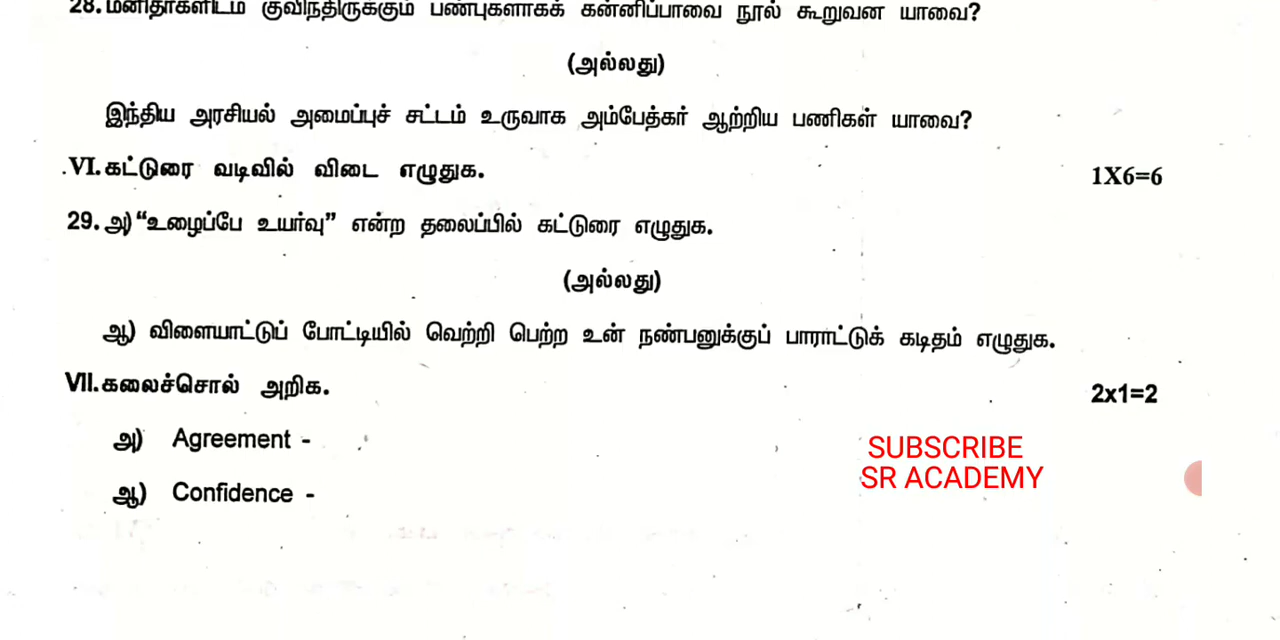 28. மனிதர்களிடம் குவிந்திருக்கும் பண்புகளாகக் கன்னிப்பாவை நூல் கூறுவன யாவை?
(அல்லது)
இந்திய அரசியல் அமைப்புச் சட்டம் உருவாக அம்பேத்கர் ஆற்றிய பணிகள் யாவை?
VI. கட்டுரை வடிவில் விடை எழுதுக. 1X6=6
29. அ) “உழைப்பே உயர்வு” என்ற தலைப்பில் கட்டுரை எழுதுக.
(அல்லது)
ஆ) விளையாட்டுப் போட்டியில் வெற்றி பெற்ற உன் நண்பனுக்குப் பாராட்டுக் கடிதம் எழுதுக.
VII. கலைச்சொல் அறிக. 2x1=2
அ) Agreement -
ஆ) Confidence -
SUBSCRIBE
SR ACADEMY